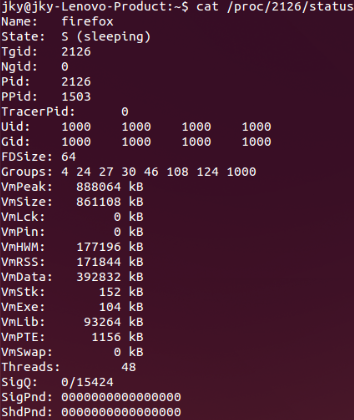 jky@jky-Lenovo-Product:~$ cat /proc/2126/status
Name:	firefox
State:	S (sleeping)
Tgid:	2126
Ngid:	0
Pid:	2126
PPid:	1503
TracerPid:	0
Uid:	1000	1000	1000	1000
Gid:	1000	1000	1000	1000
FDSize:	64
Groups:	4 24 27 30 46 108 124 1000
VmPeak:	  888064 kB
VmSize:	  861108 kB
VmLck:	       0 kB
VmPin:	       0 kB
VmHWM:	  177196 kB
VmRSS:	  171844 kB
VmData:	  392832 kB
VmStk:	     152 kB
VmExe:	     104 kB
VmLib:	   93264 kB
VmPTE:	    1156 kB
VmSwap:	       0 kB
Threads:	48
SigQ:	0/15424
SigPnd:	0000000000000000
ShdPnd:	0000000000000000